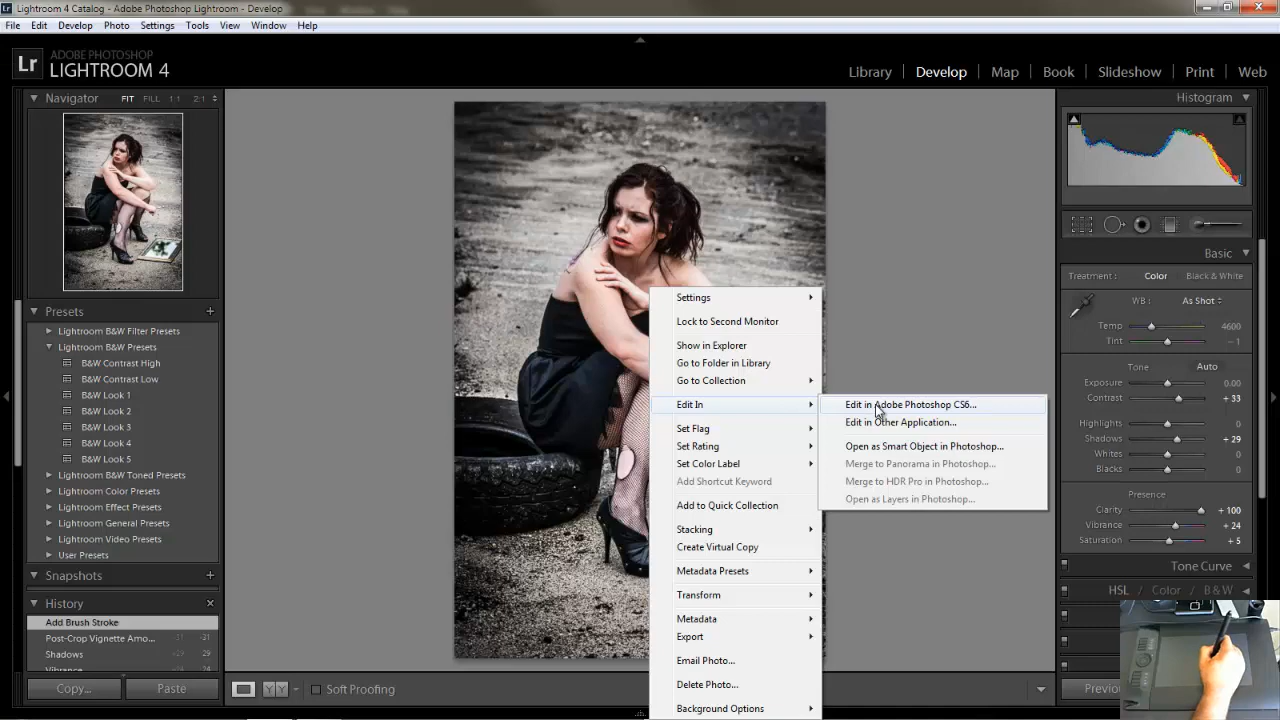 Lightroom 4 Catalog - Adobe Photoshop Lightroom - Develop
File Edit Develop Photo Settings Tools View Window Help
Lr
ADOBE PHOTOSHOP
LIGHTROOM 4
Library Develop Map Book Slideshow Print Web
Navigator FIT FILL 1:1 2:1
Presets +
Lightroom B&W Filter Presets
Lightroom B&W Presets
B&W Contrast High
B&W Contrast Low
B&W Look 1
B&W Look 2
B&W Look 3
B&W Look 4
B&W Look 5
Lightroom B&W Toned Presets
Lightroom Color Presets
Lightroom Effect Presets
Lightroom General Presets
Lightroom Video Presets
User Presets
Snapshots +
History ×
Add Brush Stroke
Post-Crop Vignette Amo... -21 -21
Shadows 29 29
Vibrance
Copy... Paste
Y Y Soft Proofing
Settings
Lock to Second Monitor
Show in Explorer
Go to Folder in Library
Go to Collection
Edit In
Set Flag
Set Rating
Set Color Label
Add Shortcut Keyword
Add to Quick Collection
Stacking
Create Virtual Copy
Metadata Presets
Transform
Metadata
Export
Email Photo...
Delete Photo...
Background Options
Edit in Adobe Photoshop CS6...
Edit in Other Application...
Open as Smart Object in Photoshop...
Merge to Panorama in Photoshop...
Merge to HDR Pro in Photoshop...
Open as Layers in Photoshop...
Histogram
Basic
Treatment : Color Black & White
WB : As Shot
Temp 4600
Tint - 1
Tone Auto
Exposure 0.00
Contrast + 33
Highlights 0
Shadows + 29
Whites 0
Blacks 0
Presence
Clarity + 100
Vibrance + 24
Saturation + 5
Tone Curve
HSL / Color / B & W
Previo